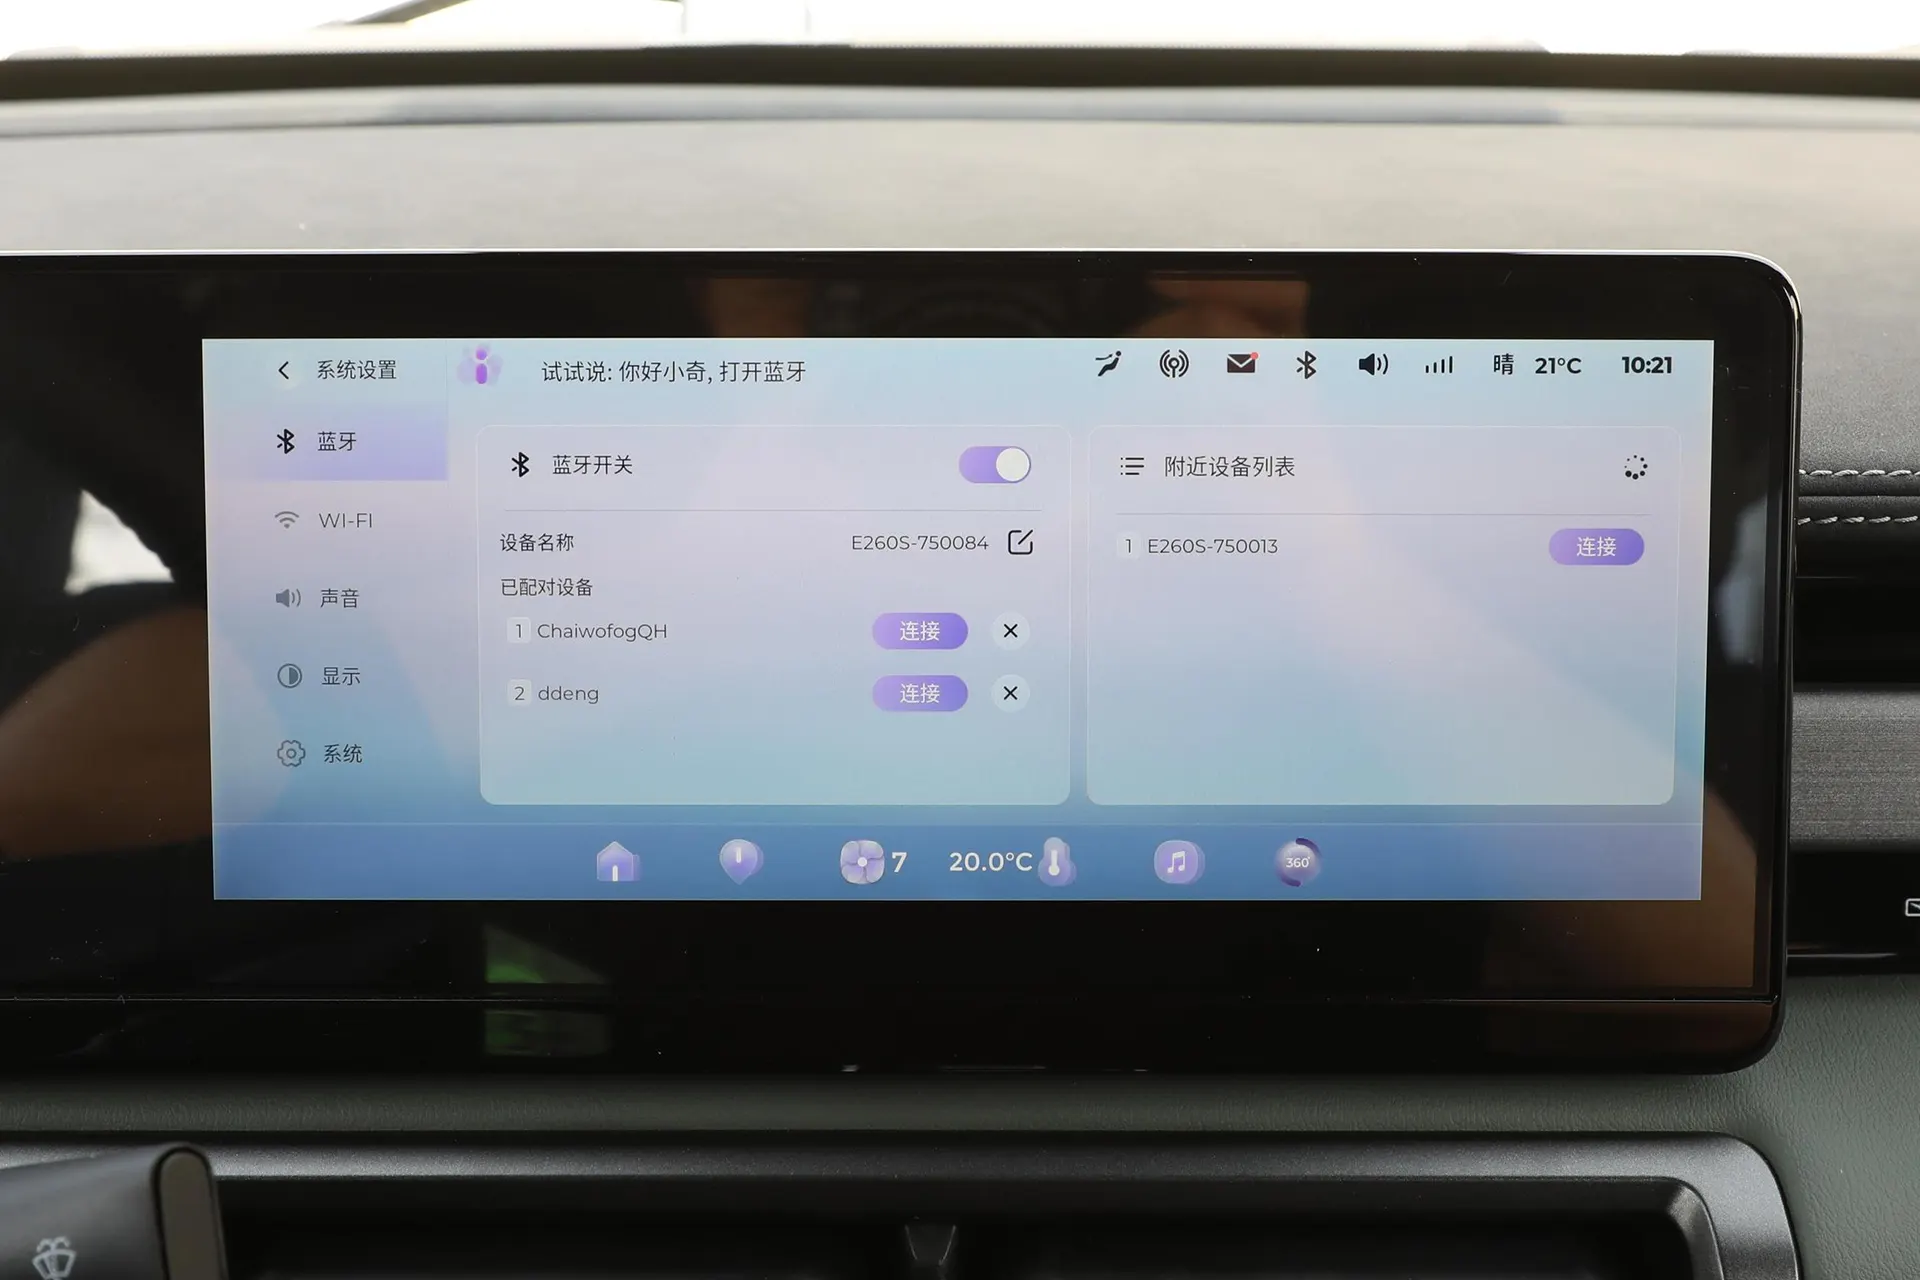 系统设置
试试说: 你好小奇, 打开蓝牙
晴 21°C 10:21
蓝牙
WI-FI
声音
显示
系统
蓝牙开关
设备名称 E260S-750084
已配对设备
1 ChaiwofogQH 连接
2 ddeng 连接
附近设备列表
1 E260S-750013 连接
7 20.0°C 360°